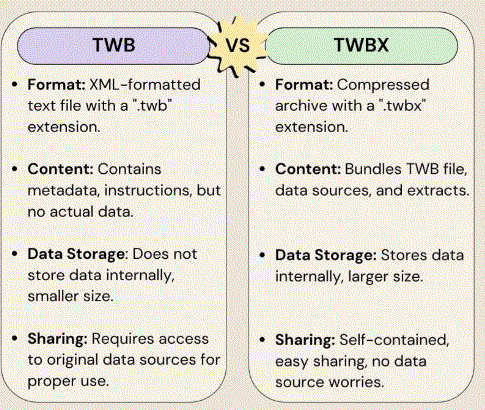 TWB
VS
TWBX
• Format: XML-formatted
text file with a ".twb"
extension.
• Content: Contains
metadata, instructions, but
no actual data.
• Data Storage: Does not
store data internally,
smaller size.
• Sharing: Requires access
to original data sources for
proper use.
• Format: Compressed
archive with a ".twbx"
extension.
• Content: Bundles TWB file,
data sources, and extracts.
• Data Storage: Stores data
internally, larger size.
• Sharing: Self-contained,
easy sharing, no data
source worries.